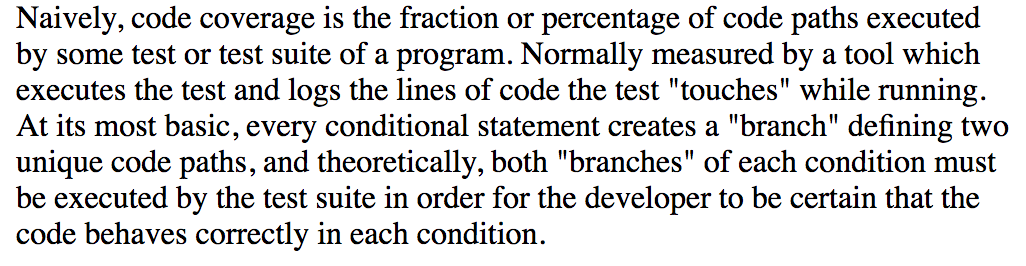 Naively, code coverage is the fraction or percentage of code paths executed
by some test or test suite of a program. Normally measured by a tool which
executes the test and logs the lines of code the test "touches" while running.
At its most basic, every conditional statement creates a "branch" defining two
unique code paths, and theoretically, both "branches" of each condition must
be executed by the test suite in order for the developer to be certain that the
code behaves correctly in each condition.